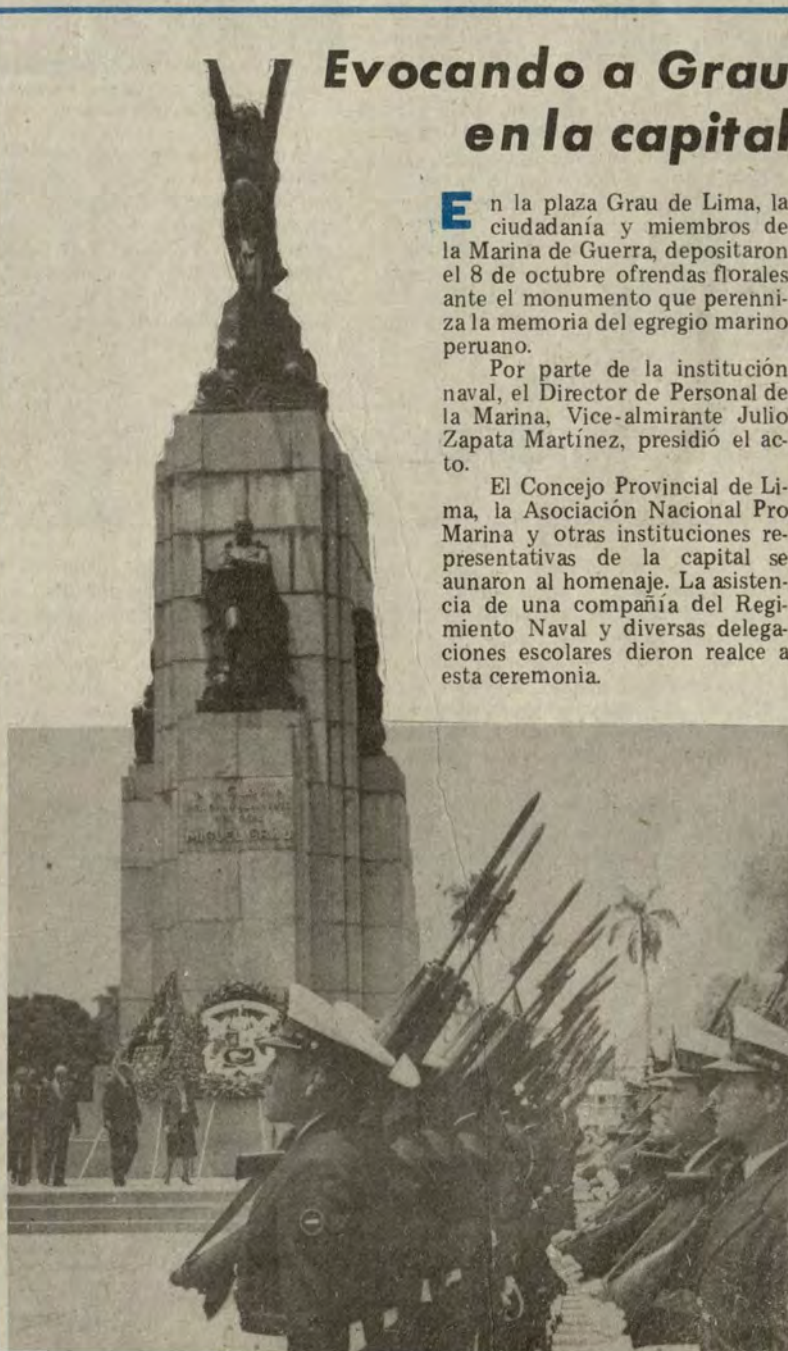 Evocando a Grau
en la capital
En la plaza Grau de Lima, la
ciudadanía y miembros de
la Marina de Guerra, depositaron
el 8 de octubre ofrendas florales
ante el monumento que perenni-
za la memoria del egregio marino
peruano.
Por parte de la institución
naval, el Director de Personal de
la Marina, Vice-almirante Julio
Zapata Martínez, presidió el ac-
to.
El Concejo Provincial de Li-
ma, la Asociación Nacional Pro
Marina y otras instituciones re-
presentativas de la capital se
aunaron al homenaje. La asisten-
cia de una compañía del Regi-
miento Naval y diversas delega-
ciones escolares dieron realce a
esta ceremonia.
MIGUEL GRAU